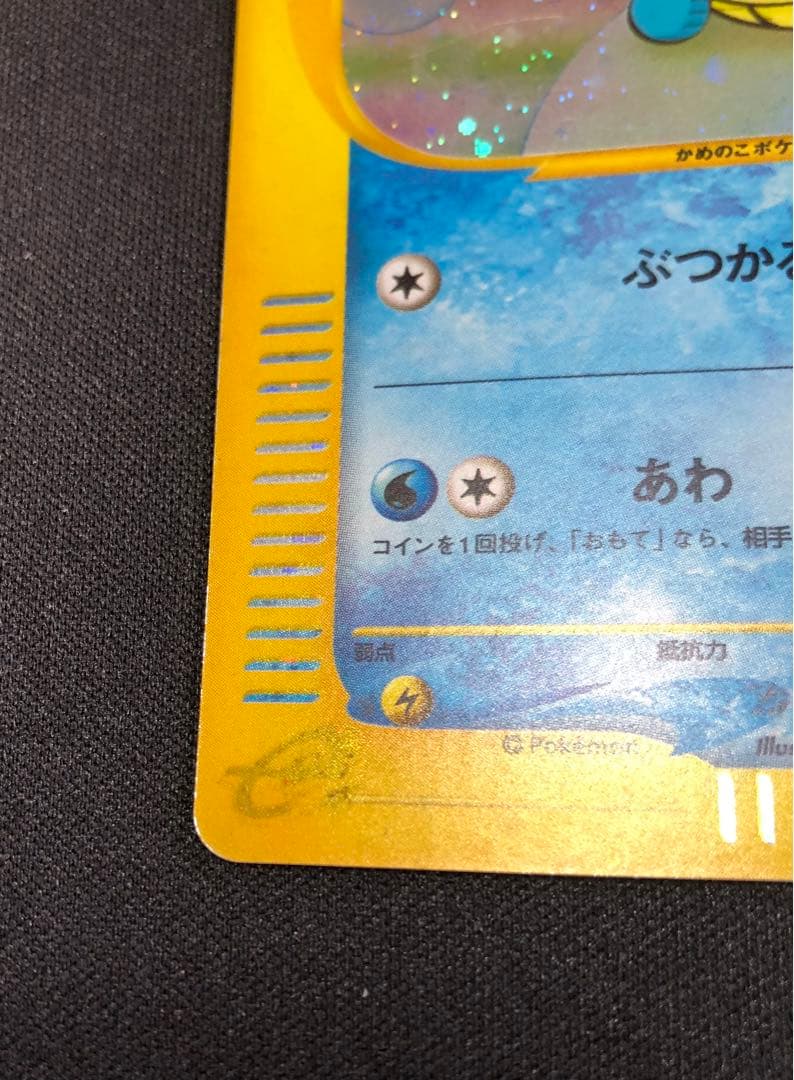 かめのこポケ
ぶつかる
あわ
コインを1回投げ、「おもて」なら、相手
弱点 抵抗力
© Pokémon
Illus